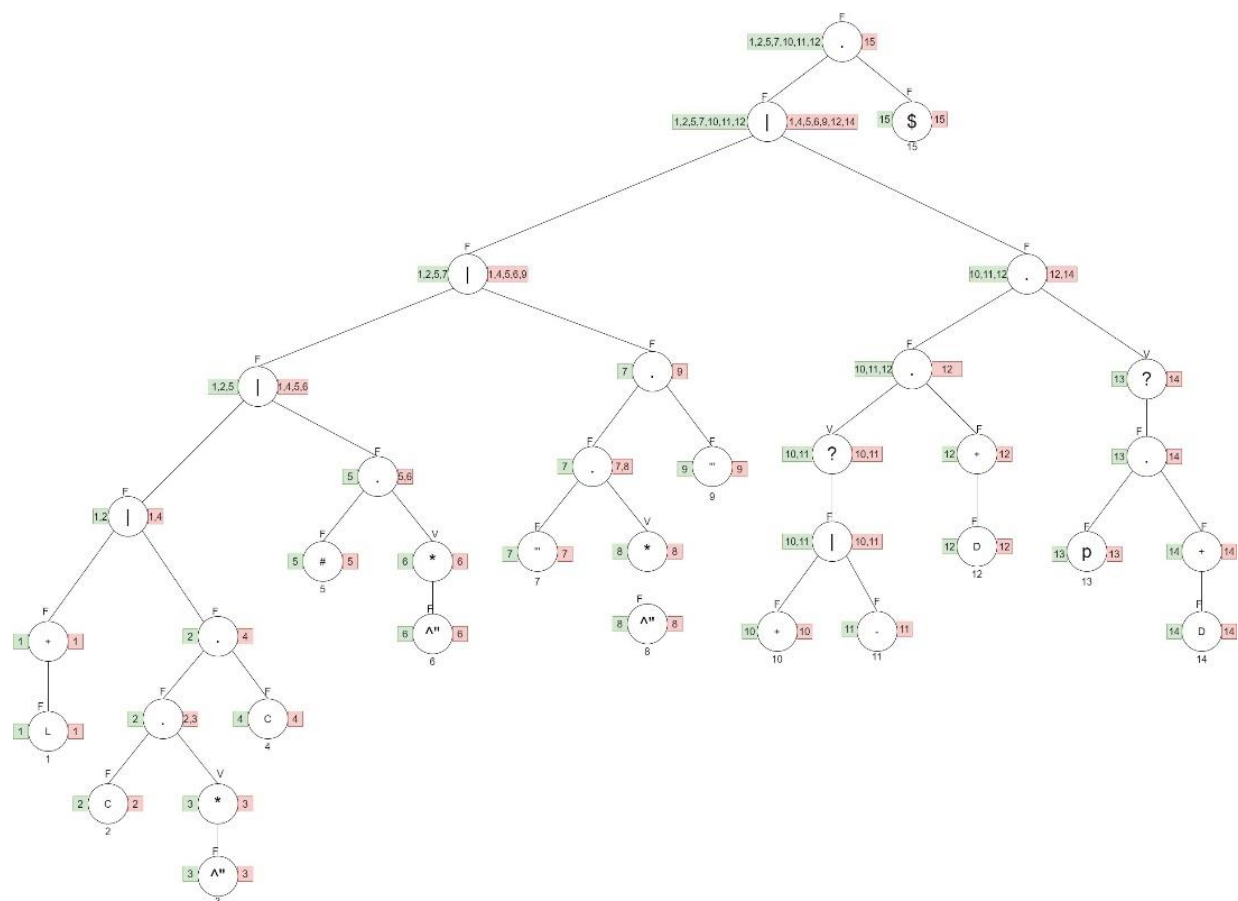 F
1,2,5,7,10,11,12 . 15
F F
1,2,5,7,10,11,12 | 1,4,5,6,9,12,14 15 $ 15
15
F F
1,2,5,7 | 1,4,5,6,9 10,11,12 . 12,14
F F F V
1,2,5 | 1,4,5,6 7 . 9 10,11,12 . 12 13 ? 14
F F F V F F
5 . 5,6 7 . 7,8 9 "' 9 10,11 ? 10,11 12 + 12 13 . 14
9
F
1,2 | 1,4
F V F V F F F F
5 # 5 6 * 6 7 "' 7 8 * 8 10,11 | 10,11 12 D 12 13 p 13 14 + 14
5 7 12 13
F F F F F F F F
1 + 1 2 . 4 6 ^" 6 8 ^" 8 10 + 10 11 - 11 14 D 14
6 8 10 11 14
F F F
1 L 1 2 . 2,3 4 C 4
1 4
F V
2 C 2 3 * 3
2
F
3 ^" 3
3